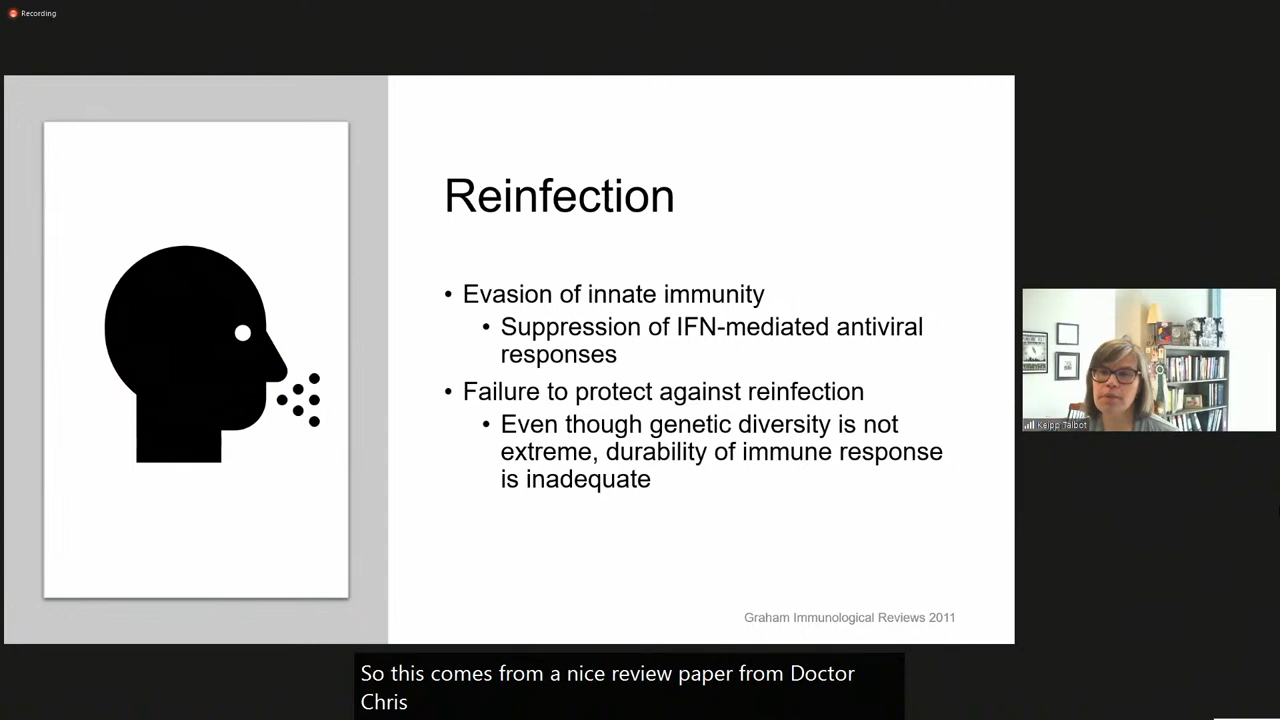 Recording
Reinfection
• Evasion of innate immunity
• Suppression of IFN-mediated antiviral
responses
• Failure to protect against reinfection
• Even though genetic diversity is not
extreme, durability of immune response
is inadequate
Graham Immunological Reviews 2011
Keipp Talbot
So this comes from a nice review paper from Doctor
Chris